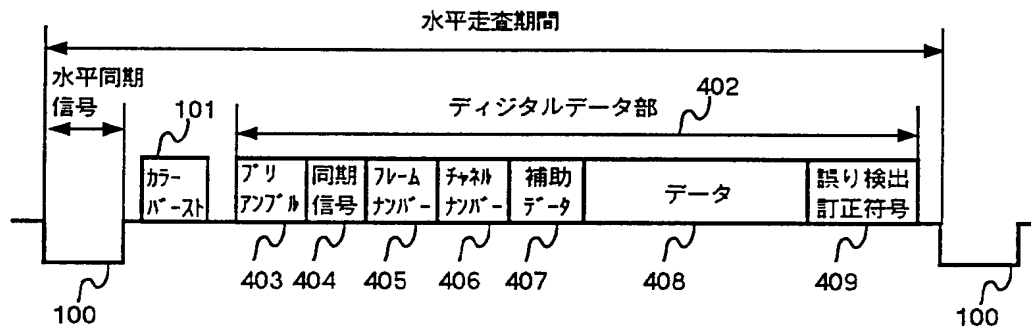 水平走査期間
水平同期
信号
101
ディジタルデータ部
402
カラー
バースト
プリ
アンブル
同期
信号
フレーム
ナンバー
チャネル
ナンバー
補助
データ
データ
誤り検出
訂正符号
403
404
405
406
407
408
409
100
100